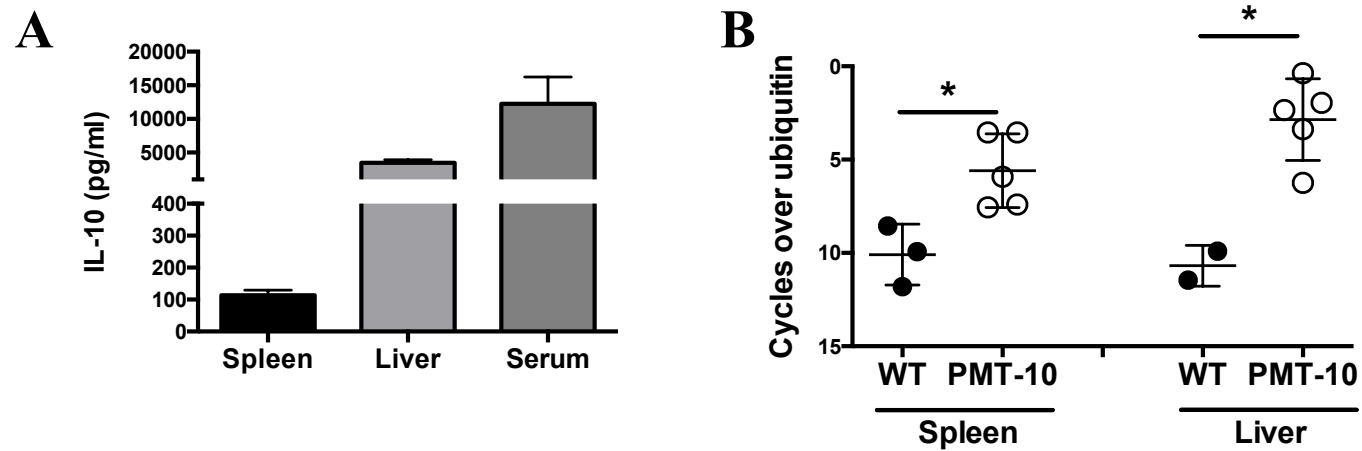 A
IL-10 (pg/ml)
20000
15000
10000
5000
400
300
200
100
0
Spleen Liver Serum
B
Cycles over ubiquitin
0
5
10
15
*
*
WT PMT-10 WT PMT-10
Spleen Liver